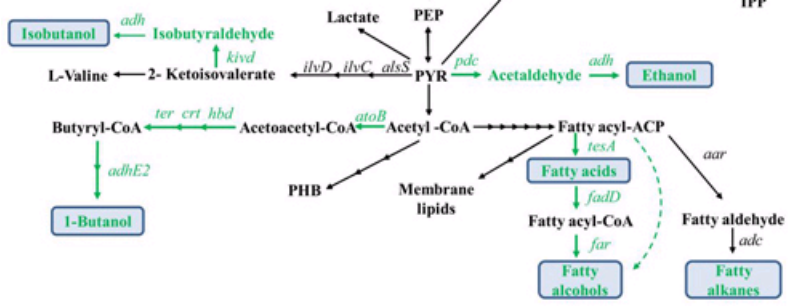 IPP
Lactate PEP
adh
Isobutanol Isobutyraldehyde
kivd
L-Valine 2- Ketoisovalerate ilvD ilvC alsS PYR pdc Acetaldehyde adh Ethanol
Butyryl-CoA ter crt hbd Acetoacetyl-CoA atoB Acetyl -CoA Fatty acyl-ACP
tesA aar
adhE2 Fatty acids
PHB Membrane fadD
lipids
1-Butanol Fatty acyl-CoA Fatty aldehyde
far adc
Fatty Fatty
alcohols alkanes